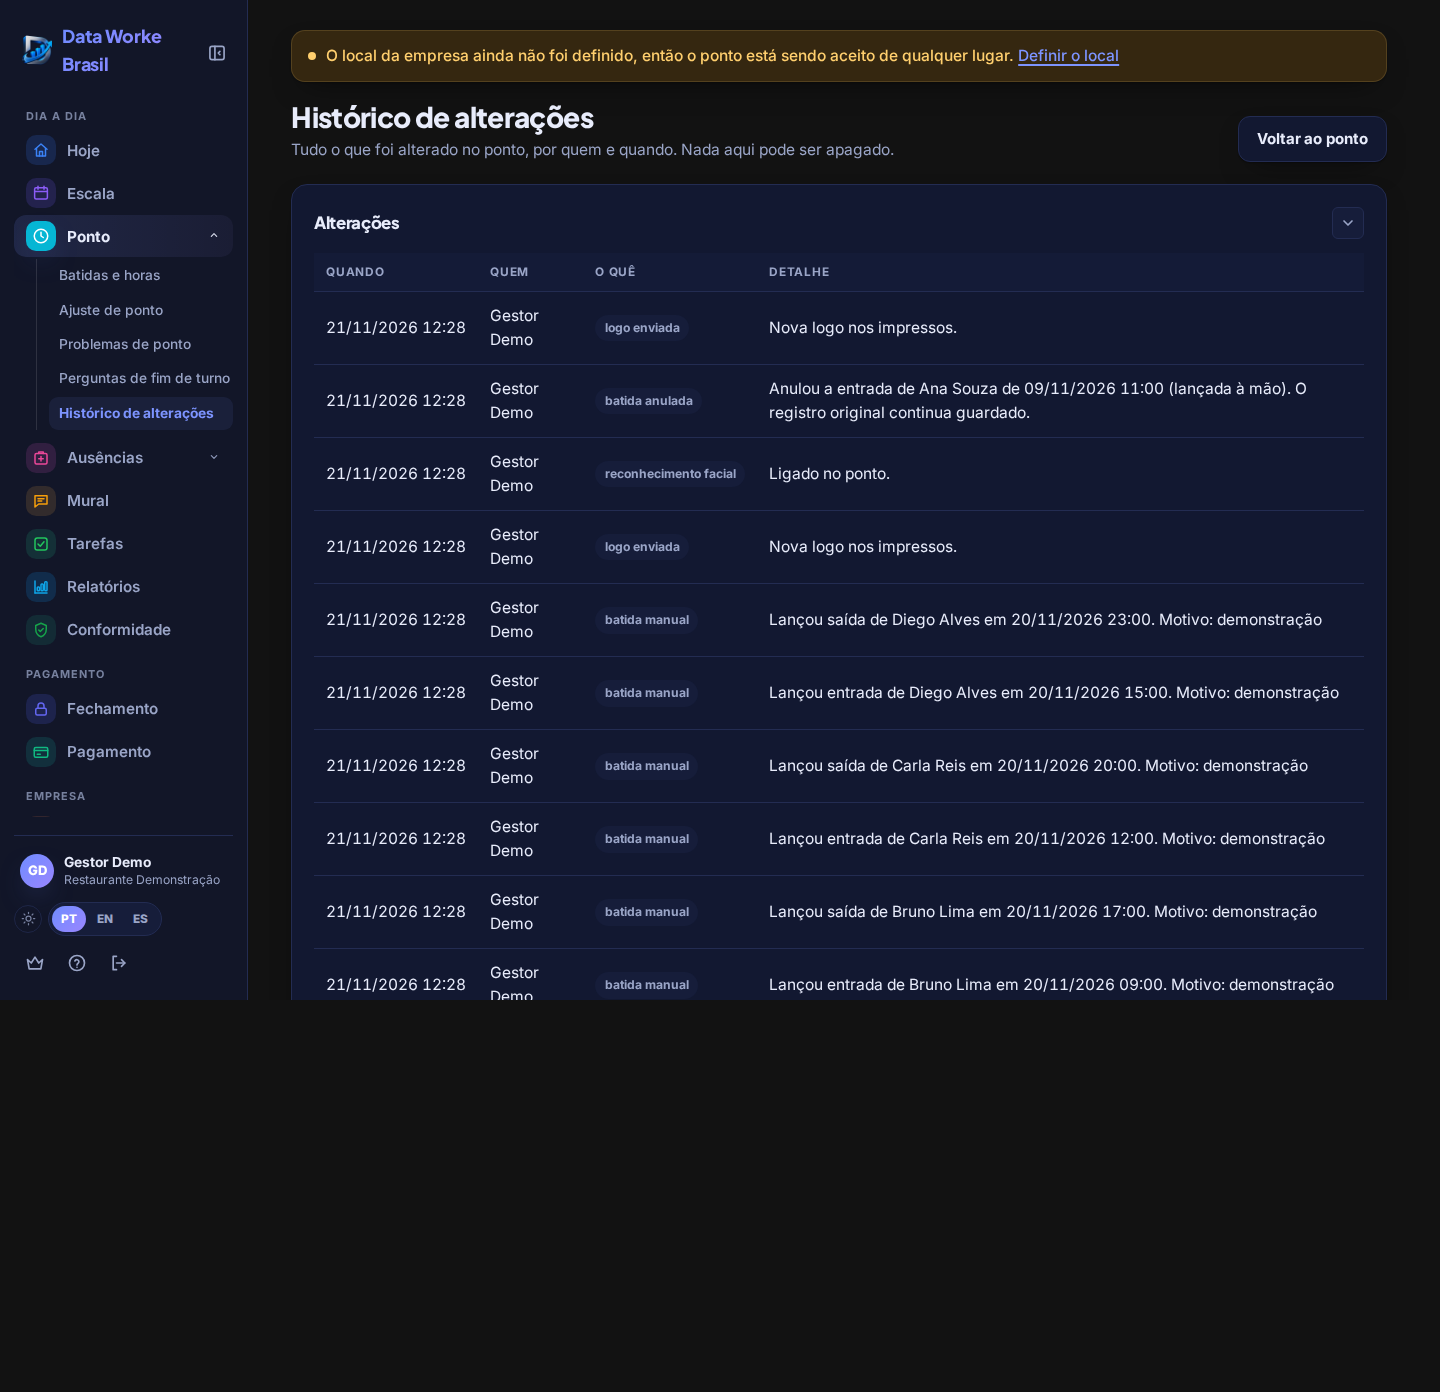 Data Worke
Brasil
DIA A DIA
Hoje
Escala
Ponto
Batidas e horas
Ajuste de ponto
Problemas de ponto
Perguntas de fim de turno
Histórico de alterações
Ausências
Mural
Tarefas
Relatórios
Conformidade
PAGAMENTO
Fechamento
Pagamento
EMPRESA
GD
Gestor Demo
Restaurante Demonstração
PT EN ES
O local da empresa ainda não foi definido, então o ponto está sendo aceito de qualquer lugar. Definir o local
Histórico de alterações
Tudo o que foi alterado no ponto, por quem e quando. Nada aqui pode ser apagado.
Voltar ao ponto
Alterações
QUANDO QUEM O QUÊ DETALHE
21/11/2026 12:28 Gestor Demo logo enviada Nova logo nos impressos.
21/11/2026 12:28 Gestor Demo batida anulada Anulou a entrada de Ana Souza de 09/11/2026 11:00 (lançada à mão). O
registro original continua guardado.
21/11/2026 12:28 Gestor Demo reconhecimento facial Ligado no ponto.
21/11/2026 12:28 Gestor Demo logo enviada Nova logo nos impressos.
21/11/2026 12:28 Gestor Demo batida manual Lançou saída de Diego Alves em 20/11/2026 23:00. Motivo: demonstração
21/11/2026 12:28 Gestor Demo batida manual Lançou entrada de Diego Alves em 20/11/2026 15:00. Motivo: demonstração
21/11/2026 12:28 Gestor Demo batida manual Lançou saída de Carla Reis em 20/11/2026 20:00. Motivo: demonstração
21/11/2026 12:28 Gestor Demo batida manual Lançou entrada de Carla Reis em 20/11/2026 12:00. Motivo: demonstração
21/11/2026 12:28 Gestor Demo batida manual Lançou saída de Bruno Lima em 20/11/2026 17:00. Motivo: demonstração
21/11/2026 12:28 Gestor Demo batida manual Lançou entrada de Bruno Lima em 20/11/2026 09:00. Motivo: demonstração